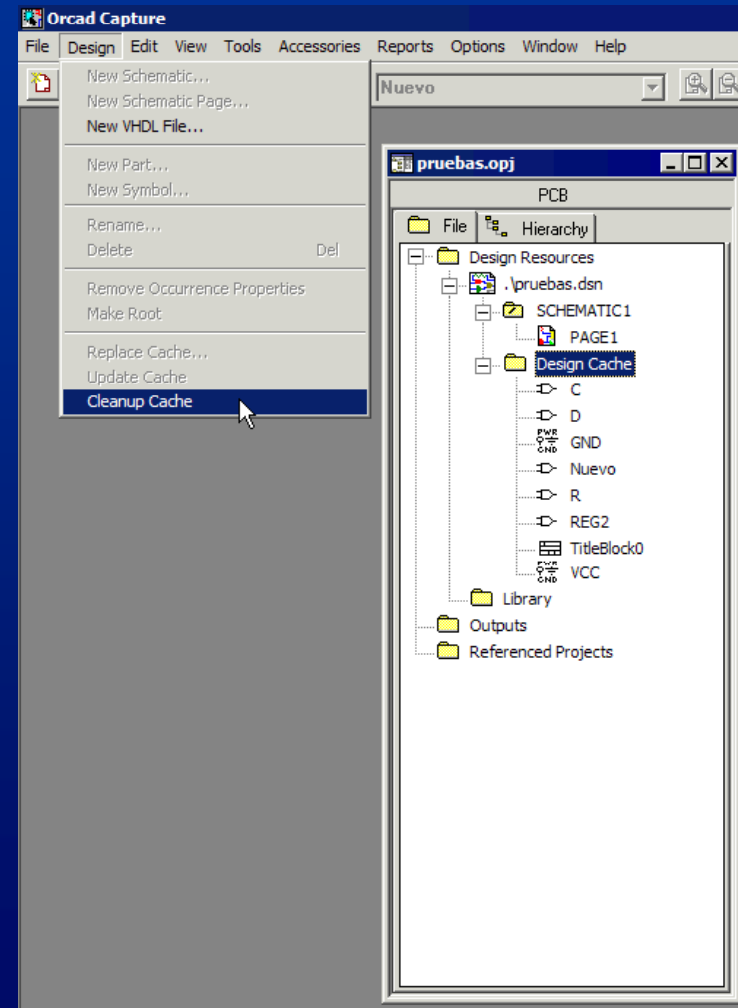 Orcad Capture
File Design Edit View Tools Accessories Reports Options Window Help
Nuevo
New Schematic...
New Schematic Page...
New VHDL File...
New Part...
New Symbol...
Rename...
Delete Del
Remove Occurrence Properties
Make Root
Replace Cache...
Update Cache
Cleanup Cache
pruebas.opj
PCB
File Hierarchy
Design Resources
.\pruebas.dsn
SCHEMATIC1
PAGE1
Design Cache
C
D
PWR GND GND
Nuevo
R
REG2
TitleBlock0
PWR GND VCC
Library
Outputs
Referenced Projects